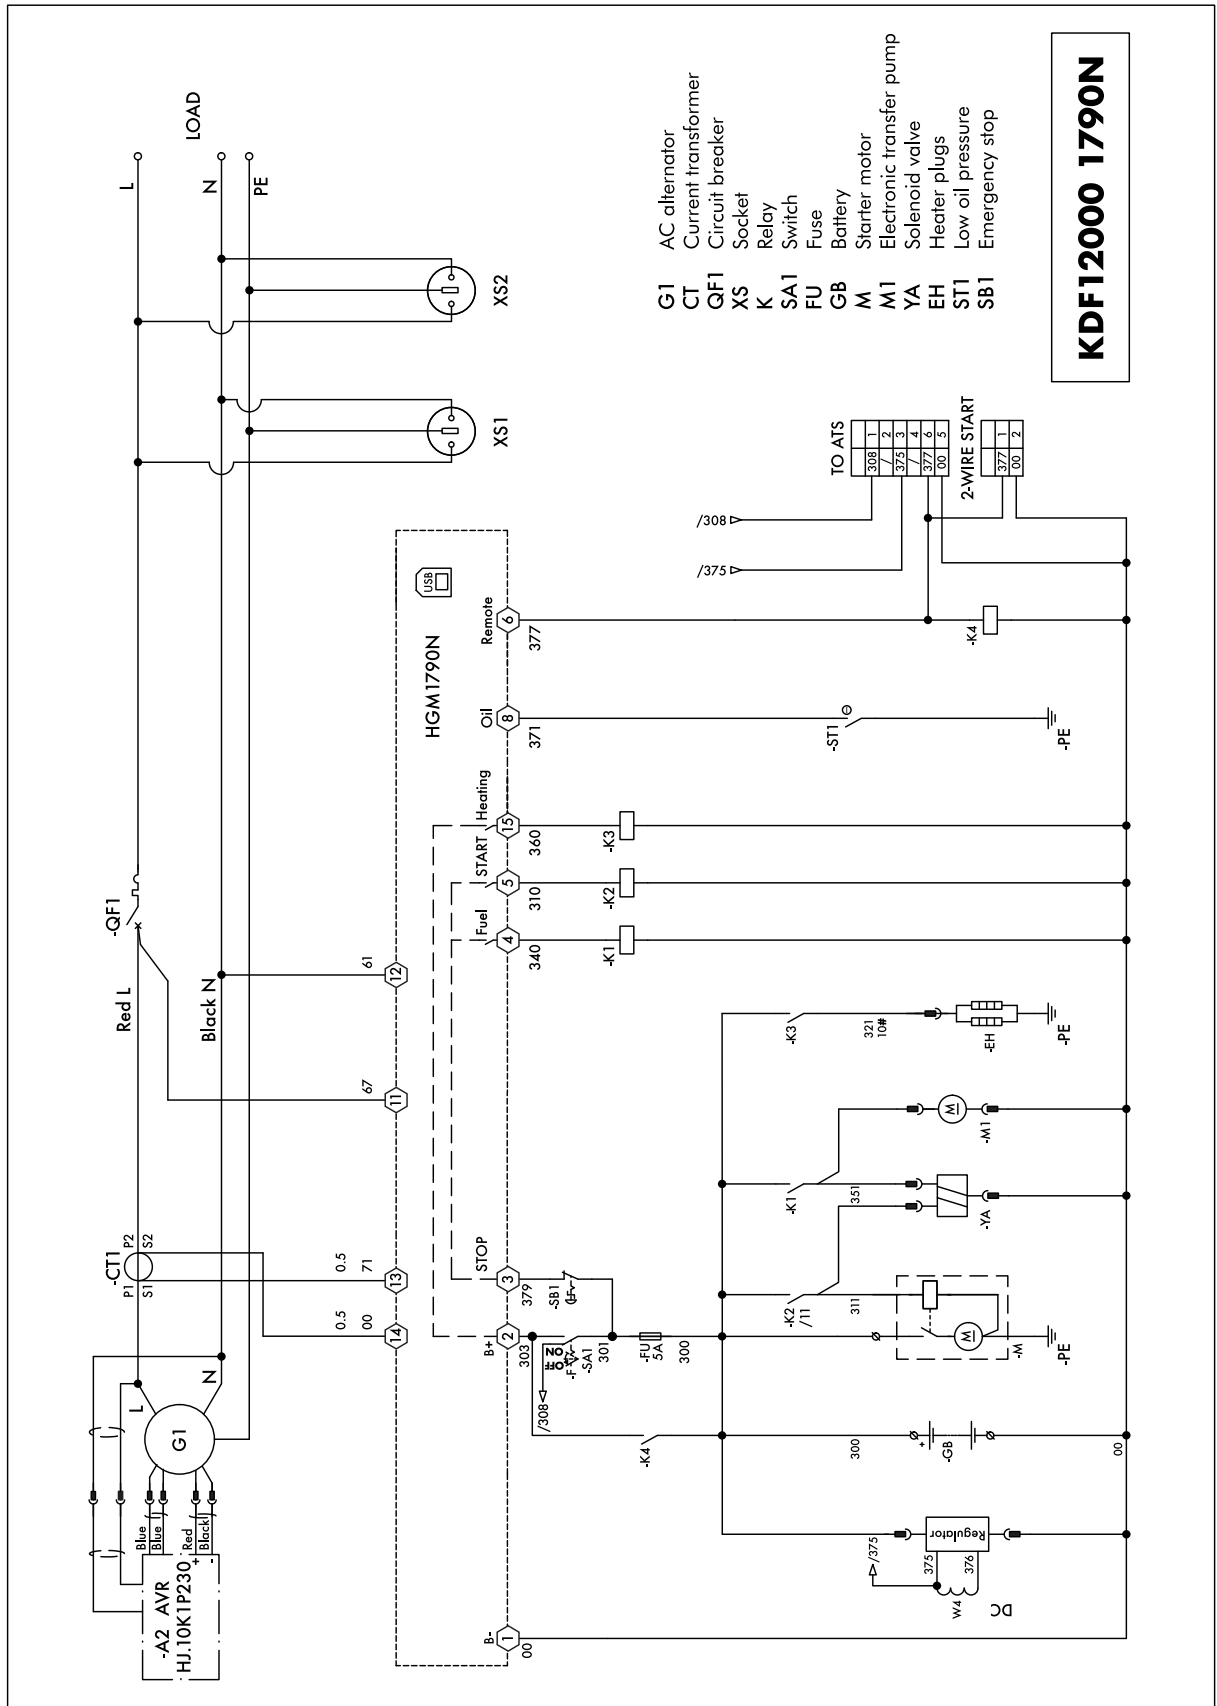 KDF12000 1790N
G1 AC alternator
CT Current transformer
QF1 Circuit breaker
XS Socket
K Relay
SA1 Switch
FU Fuse
GB Battery
M Starter motor
M1 Electronic transfer pump
YA Solenoid valve
EH Heater plugs
ST1 Low oil pressure
SB1 Emergency stop
LOAD
L
N
PE
XS2
XS1
-QF1
Red L
Black N
-CT1
P1
P2
S1
S2
L
N
G1
Blue
Blue
Red
Black
+
-
-A2 AVR
HJ.10K1P230
61
67
0.5
71
0.5
00
12
11
13
14
HGM1790N
USB
B-
1
00
B+
2
303
STOP
3
379
Fuel
4
340
START
5
310
Heating
15
360
Oil
8
371
Remote
6
377
-K1
-K2
-K3
-ST1
-PE
-K4
/308
/375
TO ATS
308 1
/ 2
375 3
/ 4
377 6
00 5
2-WIRE START
377 1
00 2
-SB1
OFF
ON
-F
-SA1
/308
301
-FU
5A
300
-K4
-K2
/11
311
-K1
351
-K3
321
10#
-EH
-PE
M
-M1
-YA
M
-M
-PE
300
+
-GB
00
/375
Regulator
375
376
W4
DC